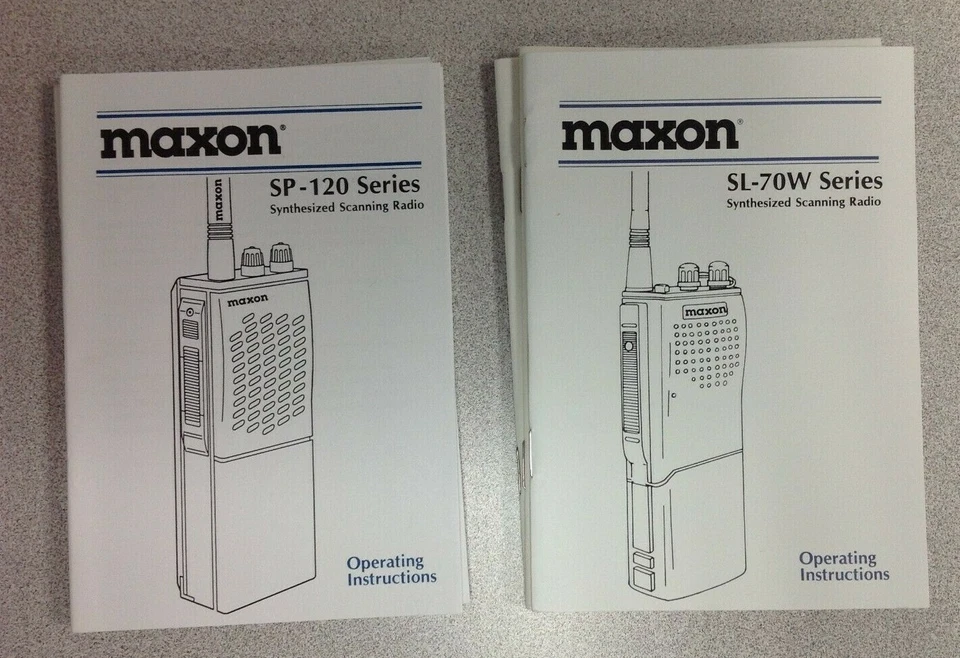 maxon®
SP-120 Series
Synthesized Scanning Radio
maxon
maxon
Operating
Instructions
maxon®
SL-70W Series
Synthesized Scanning Radio
maxon
Operating
Instructions